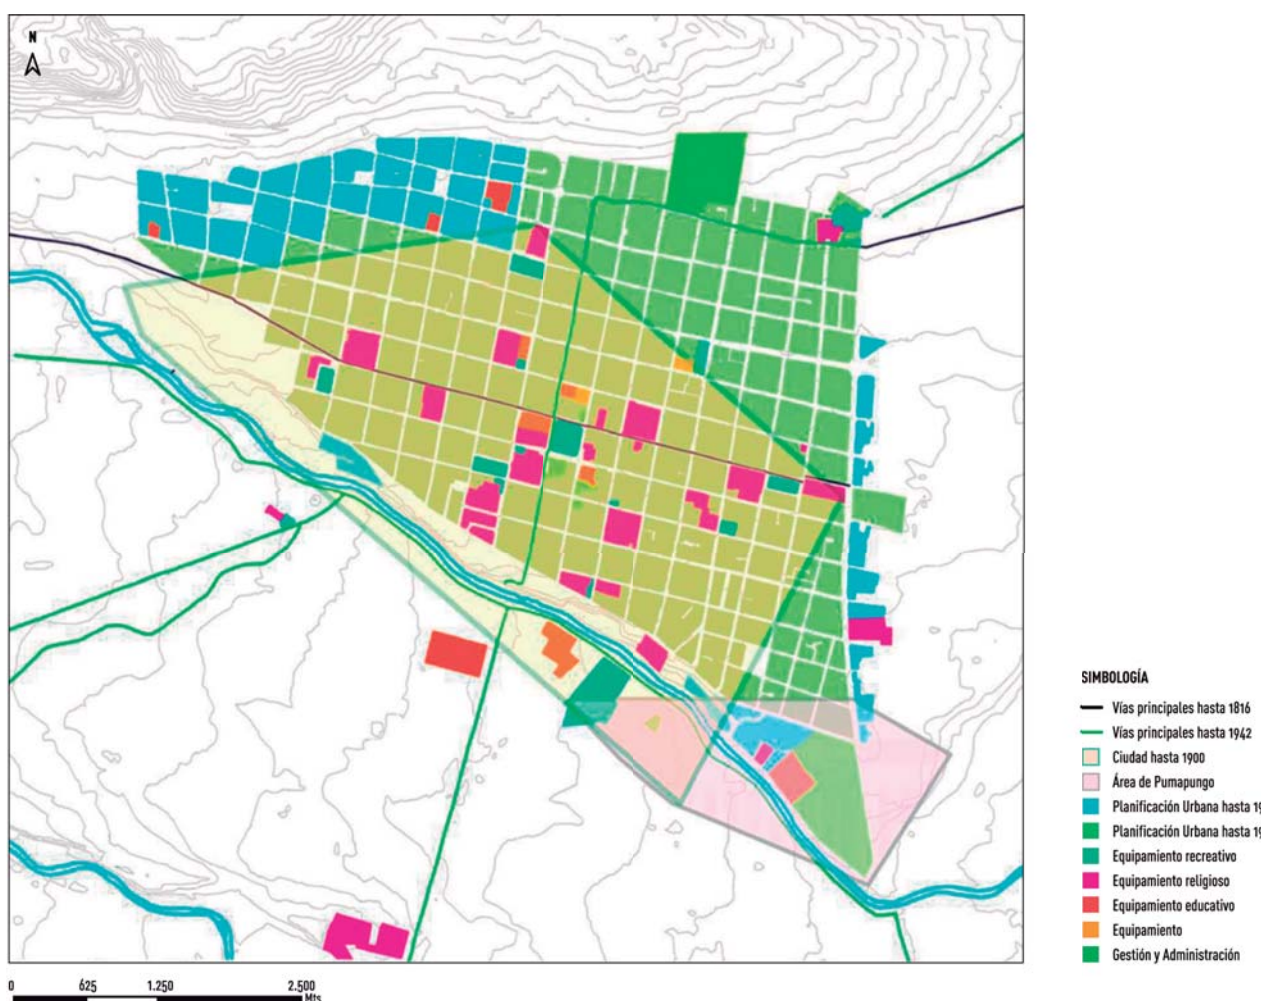 N
SIMBOLOGÍA
Vías principales hasta 1816
Vías principales hasta 1942
Ciudad hasta 1900
Área de Pumapungo
Planificación Urbana hasta 19
Planificación Urbana hasta 19
Equipamiento recreativo
Equipamiento religioso
Equipamiento educativo
Equipamiento
Gestión y Administración
0 625 1.250 2.500
Mts